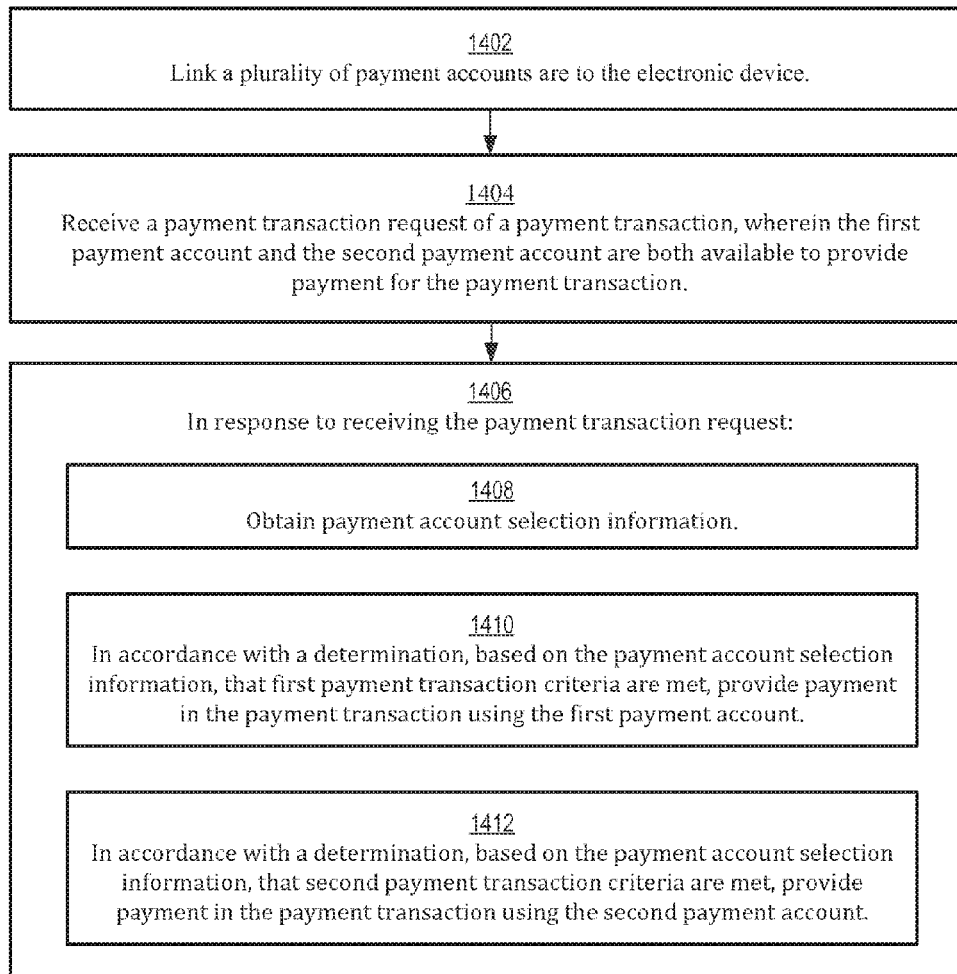 1402
Link a plurality of payment accounts are to the electronic device.
1404
Receive a payment transaction request of a payment transaction, wherein the first
payment account and the second payment account are both available to provide
payment for the payment transaction.
1406
In response to receiving the payment transaction request:
1408
Obtain payment account selection information.
1410
In accordance with a determination, based on the payment account selection
information, that first payment transaction criteria are met, provide payment
in the payment transaction using the first payment account.
1412
In accordance with a determination, based on the payment account selection
information, that second payment transaction criteria are met, provide
payment in the payment transaction using the second payment account.